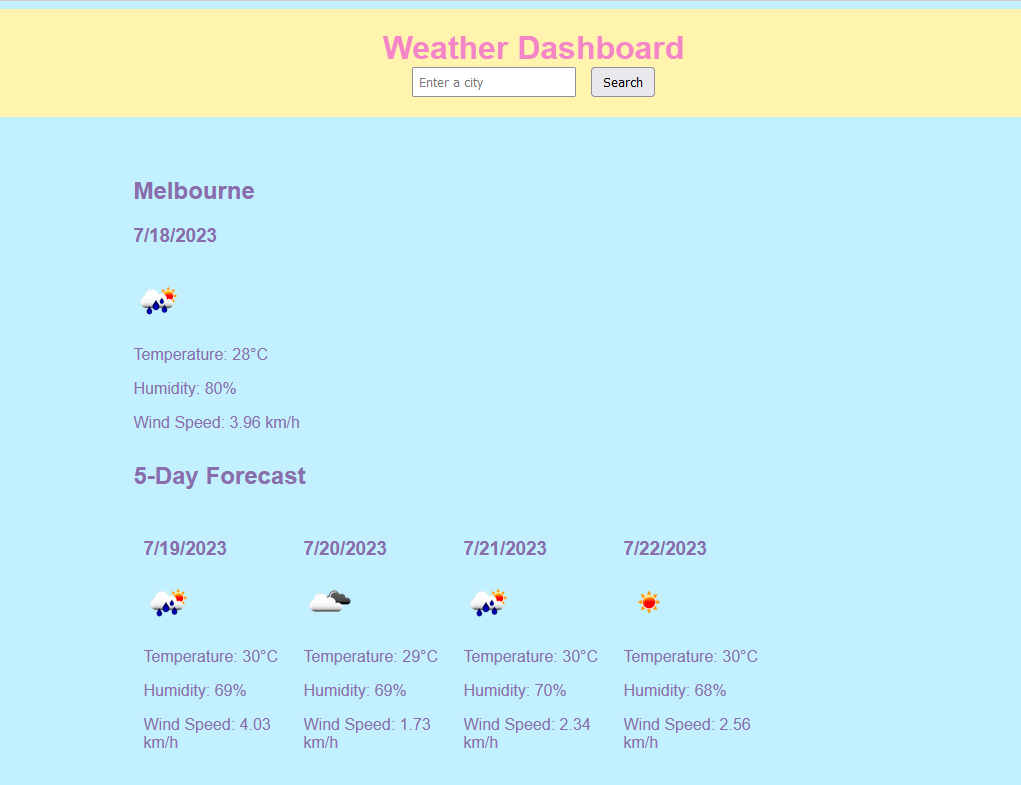 Weather Dashboard
Enter a city
Search
Melbourne
7/18/2023
Temperature: 28°C
Humidity: 80%
Wind Speed: 3.96 km/h
5-Day Forecast
7/19/2023
Temperature: 30°C
Humidity: 69%
Wind Speed: 4.03
km/h
7/20/2023
Temperature: 29°C
Humidity: 69%
Wind Speed: 1.73
km/h
7/21/2023
Temperature: 30°C
Humidity: 70%
Wind Speed: 2.34
km/h
7/22/2023
Temperature: 30°C
Humidity: 68%
Wind Speed: 2.56
km/h